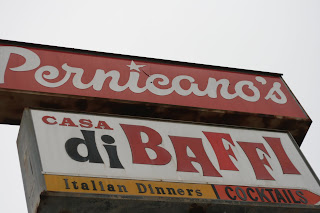 Pernicano's
CASA
di BAFFI
Italian Dinners COCKTAILS